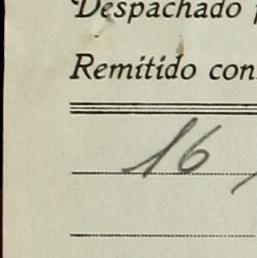 Despachado
Remitido con
16